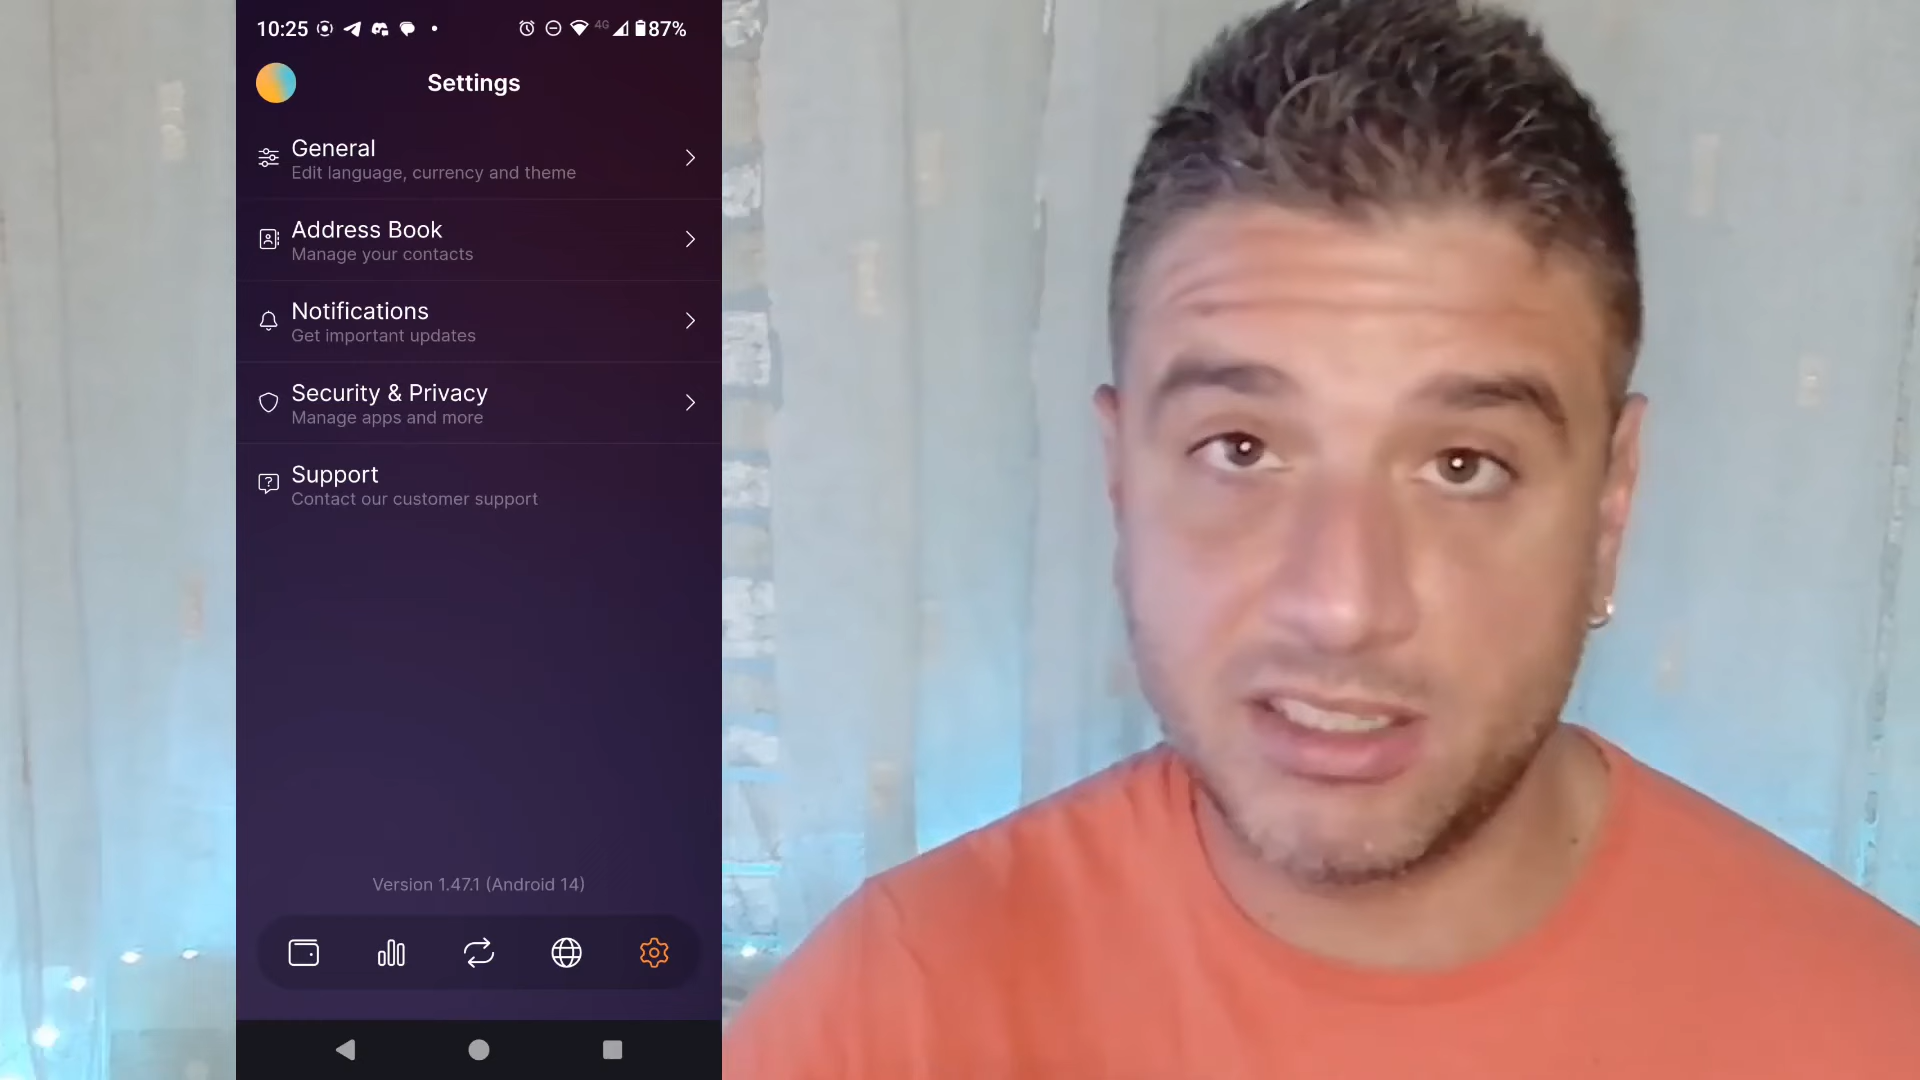 10:25
4G
87%
Settings
General
Edit language, currency and theme
Address Book
Manage your contacts
Notifications
Get important updates
Security & Privacy
Manage apps and more
Support
Contact our customer support
Version 1.47.1 (Android 14)